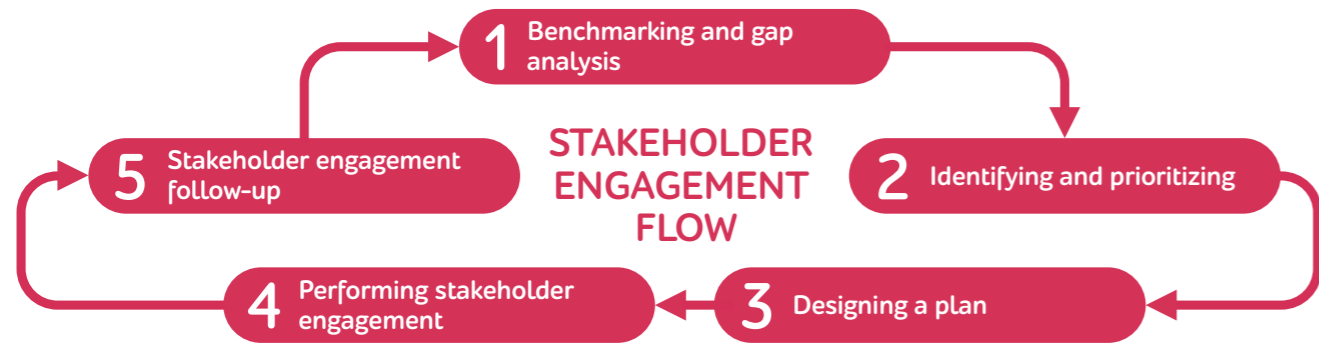 STAKEHOLDER
ENGAGEMENT
FLOW
1 Benchmarking and gap
analysis
2 Identifying and prioritizing
3 Designing a plan
4 Performing stakeholder
engagement
5 Stakeholder engagement
follow-up